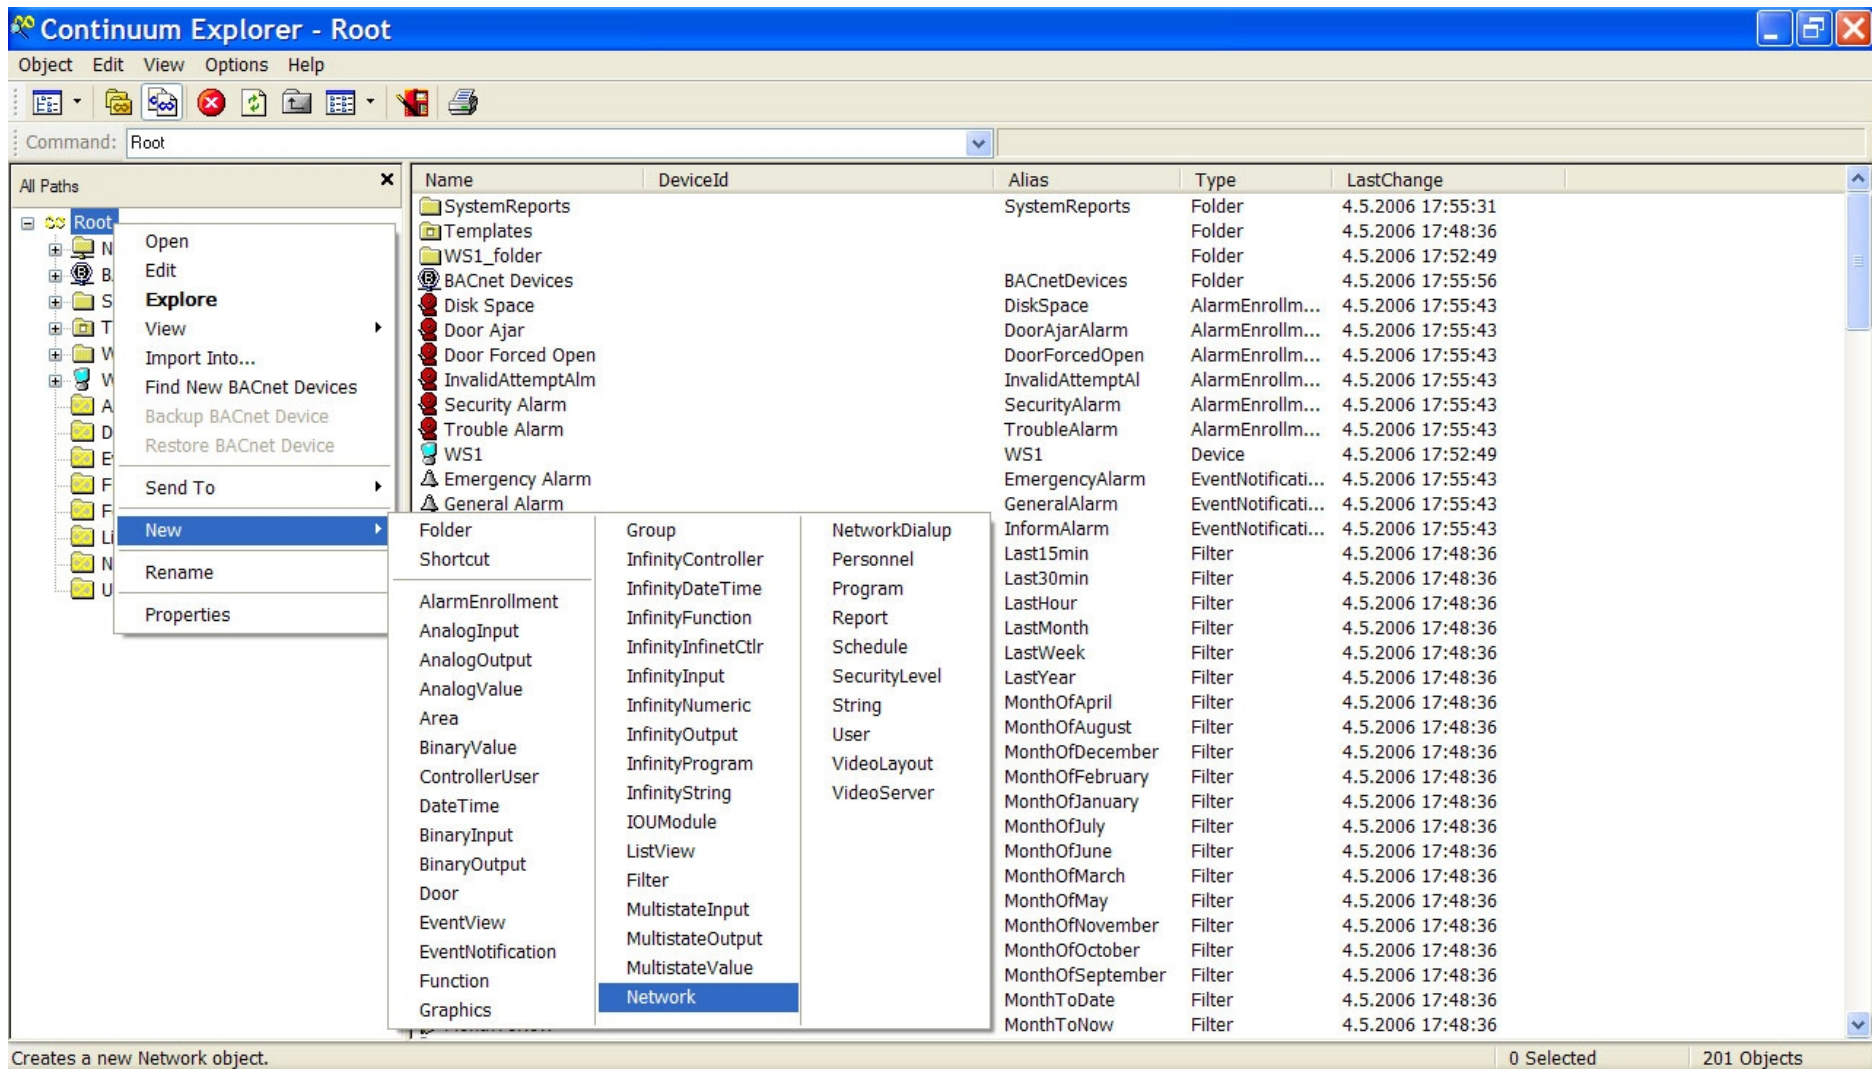 Continuum Explorer - Root
Object Edit View Options Help
Command: Root
All Paths
Root
N
B
S
T
W
W
A
D
E
F
F
Li
N
U
Open
Edit
Explore
View
Import Into...
Find New BACnet Devices
Backup BACnet Device
Restore BACnet Device
Send To
New
Rename
Properties
Folder
Shortcut
AlarmEnrollment
AnalogInput
AnalogOutput
AnalogValue
Area
BinaryValue
ControllerUser
DateTime
BinaryInput
BinaryOutput
Door
EventView
EventNotification
Function
Graphics
Group
InfinityController
InfinityDateTime
InfinityFunction
InfinityInfinetCtlr
InfinityInput
InfinityNumeric
InfinityOutput
InfinityProgram
InfinityString
IOUModule
ListView
Filter
MultistateInput
MultistateOutput
MultistateValue
Network
NetworkDialup
Personnel
Program
Report
Schedule
SecurityLevel
String
User
VideoLayout
VideoServer
Name DeviceId Alias Type LastChange
SystemReports SystemReports Folder 4.5.2006 17:55:31
Templates Folder 4.5.2006 17:48:36
WS1_folder Folder 4.5.2006 17:52:49
BACnet Devices BACnetDevices Folder 4.5.2006 17:55:56
Disk Space DiskSpace AlarmEnrollm... 4.5.2006 17:55:43
Door Ajar DoorAjarAlarm AlarmEnrollm... 4.5.2006 17:55:43
Door Forced Open DoorForcedOpen AlarmEnrollm... 4.5.2006 17:55:43
InvalidAttemptAlm InvalidAttemptAl AlarmEnrollm... 4.5.2006 17:55:43
Security Alarm SecurityAlarm AlarmEnrollm... 4.5.2006 17:55:43
Trouble Alarm TroubleAlarm AlarmEnrollm... 4.5.2006 17:55:43
WS1 WS1 Device 4.5.2006 17:52:49
Emergency Alarm EmergencyAlarm EventNotificati... 4.5.2006 17:55:43
General Alarm GeneralAlarm EventNotificati... 4.5.2006 17:55:43
InformAlarm EventNotificati... 4.5.2006 17:55:43
Last15min Filter 4.5.2006 17:48:36
Last30min Filter 4.5.2006 17:48:36
LastHour Filter 4.5.2006 17:48:36
LastMonth Filter 4.5.2006 17:48:36
LastWeek Filter 4.5.2006 17:48:36
LastYear Filter 4.5.2006 17:48:36
MonthOfApril Filter 4.5.2006 17:48:36
MonthOfAugust Filter 4.5.2006 17:48:36
MonthOfDecember Filter 4.5.2006 17:48:36
MonthOfFebruary Filter 4.5.2006 17:48:36
MonthOfJanuary Filter 4.5.2006 17:48:36
MonthOfJuly Filter 4.5.2006 17:48:36
MonthOfJune Filter 4.5.2006 17:48:36
MonthOfMarch Filter 4.5.2006 17:48:36
MonthOfMay Filter 4.5.2006 17:48:36
MonthOfNovember Filter 4.5.2006 17:48:36
MonthOfOctober Filter 4.5.2006 17:48:36
MonthOfSeptember Filter 4.5.2006 17:48:36
MonthToDate Filter 4.5.2006 17:48:36
MonthToNow Filter 4.5.2006 17:48:36
Creates a new Network object. 0 Selected 201 Objects